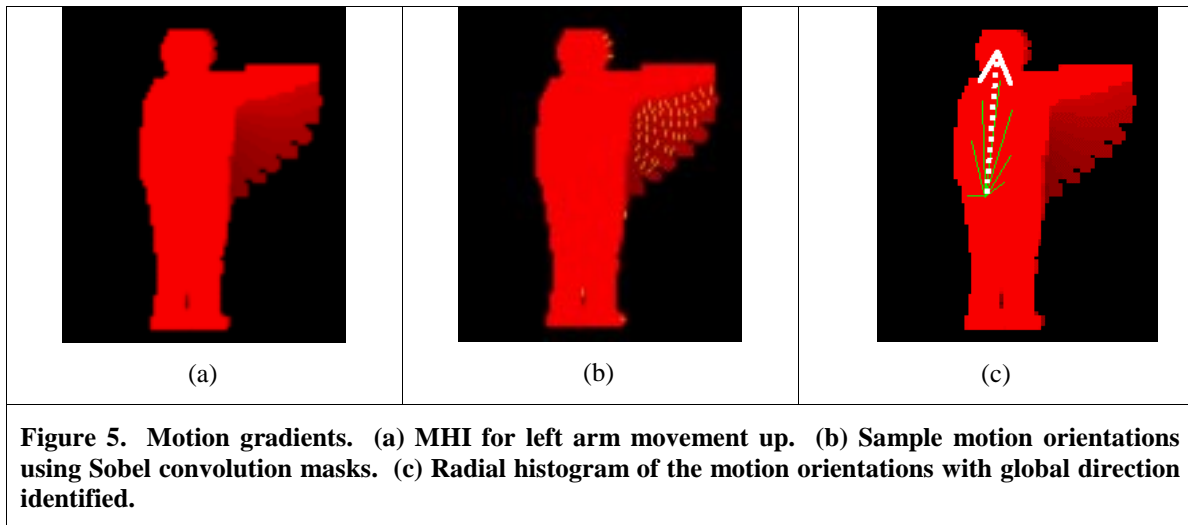 (a)
(b)
(c)
Figure 5. Motion gradients. (a) MHI for left arm movement up. (b) Sample motion orientations
using Sobel convolution masks. (c) Radial histogram of the motion orientations with global direction
identified.